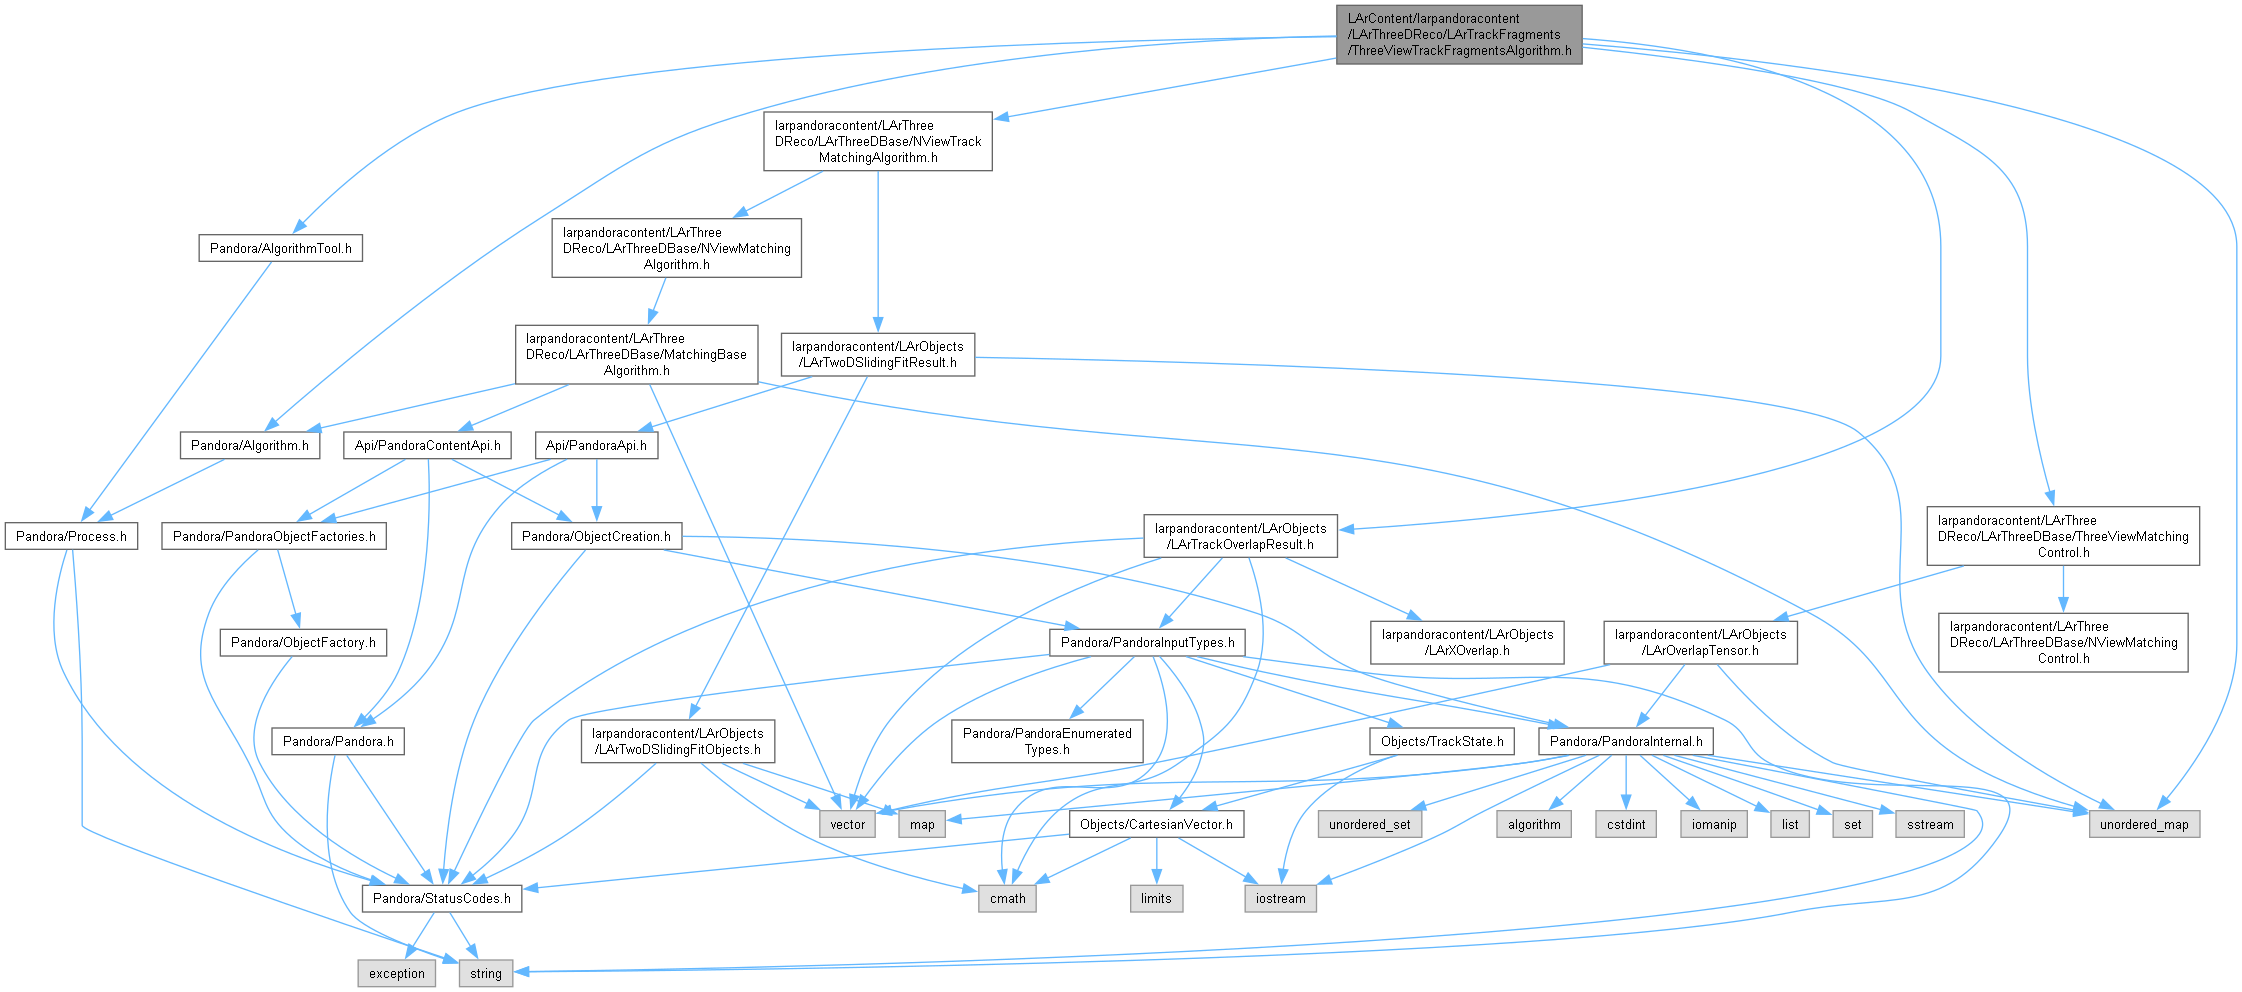 LArContent/larpandoracontent
/LArThreeDReco/LArTrackFragments
/ThreeViewTrackFragmentsAlgorithm.h
larpandoracontent/LArThree
DReco/LArThreeDBase/NViewTrack
MatchingAlgorithm.h
Pandora/AlgorithmTool.h
larpandoracontent/LArThree
DReco/LArThreeDBase/NViewMatching
Algorithm.h
larpandoracontent/LArThree
DReco/LArThreeDBase/MatchingBase
Algorithm.h
larpandoracontent/LArObjects
/LArTwoDSlidingFitResult.h
Pandora/Algorithm.h
Api/PandoraContentApi.h
Api/PandoraApi.h
Pandora/Process.h
Pandora/PandoraObjectFactories.h
Pandora/ObjectCreation.h
larpandoracontent/LArObjects
/LArTrackOverlapResult.h
larpandoracontent/LArThree
DReco/LArThreeDBase/ThreeViewMatching
Control.h
Pandora/ObjectFactory.h
Pandora/PandoraInputTypes.h
larpandoracontent/LArObjects
/LArXOverlap.h
larpandoracontent/LArObjects
/LArOverlapTensor.h
larpandoracontent/LArThree
DReco/LArThreeDBase/NViewMatching
Control.h
Pandora/Pandora.h
larpandoracontent/LArObjects
/LArTwoDSlidingFitObjects.h
Pandora/PandoraEnumerated
Types.h
Objects/TrackState.h
Pandora/PandoraInternal.h
vector
map
Objects/CartesianVector.h
unordered_set
algorithm
cstdint
iomanip
list
set
sstream
unordered_map
Pandora/StatusCodes.h
cmath
limits
iostream
exception
string